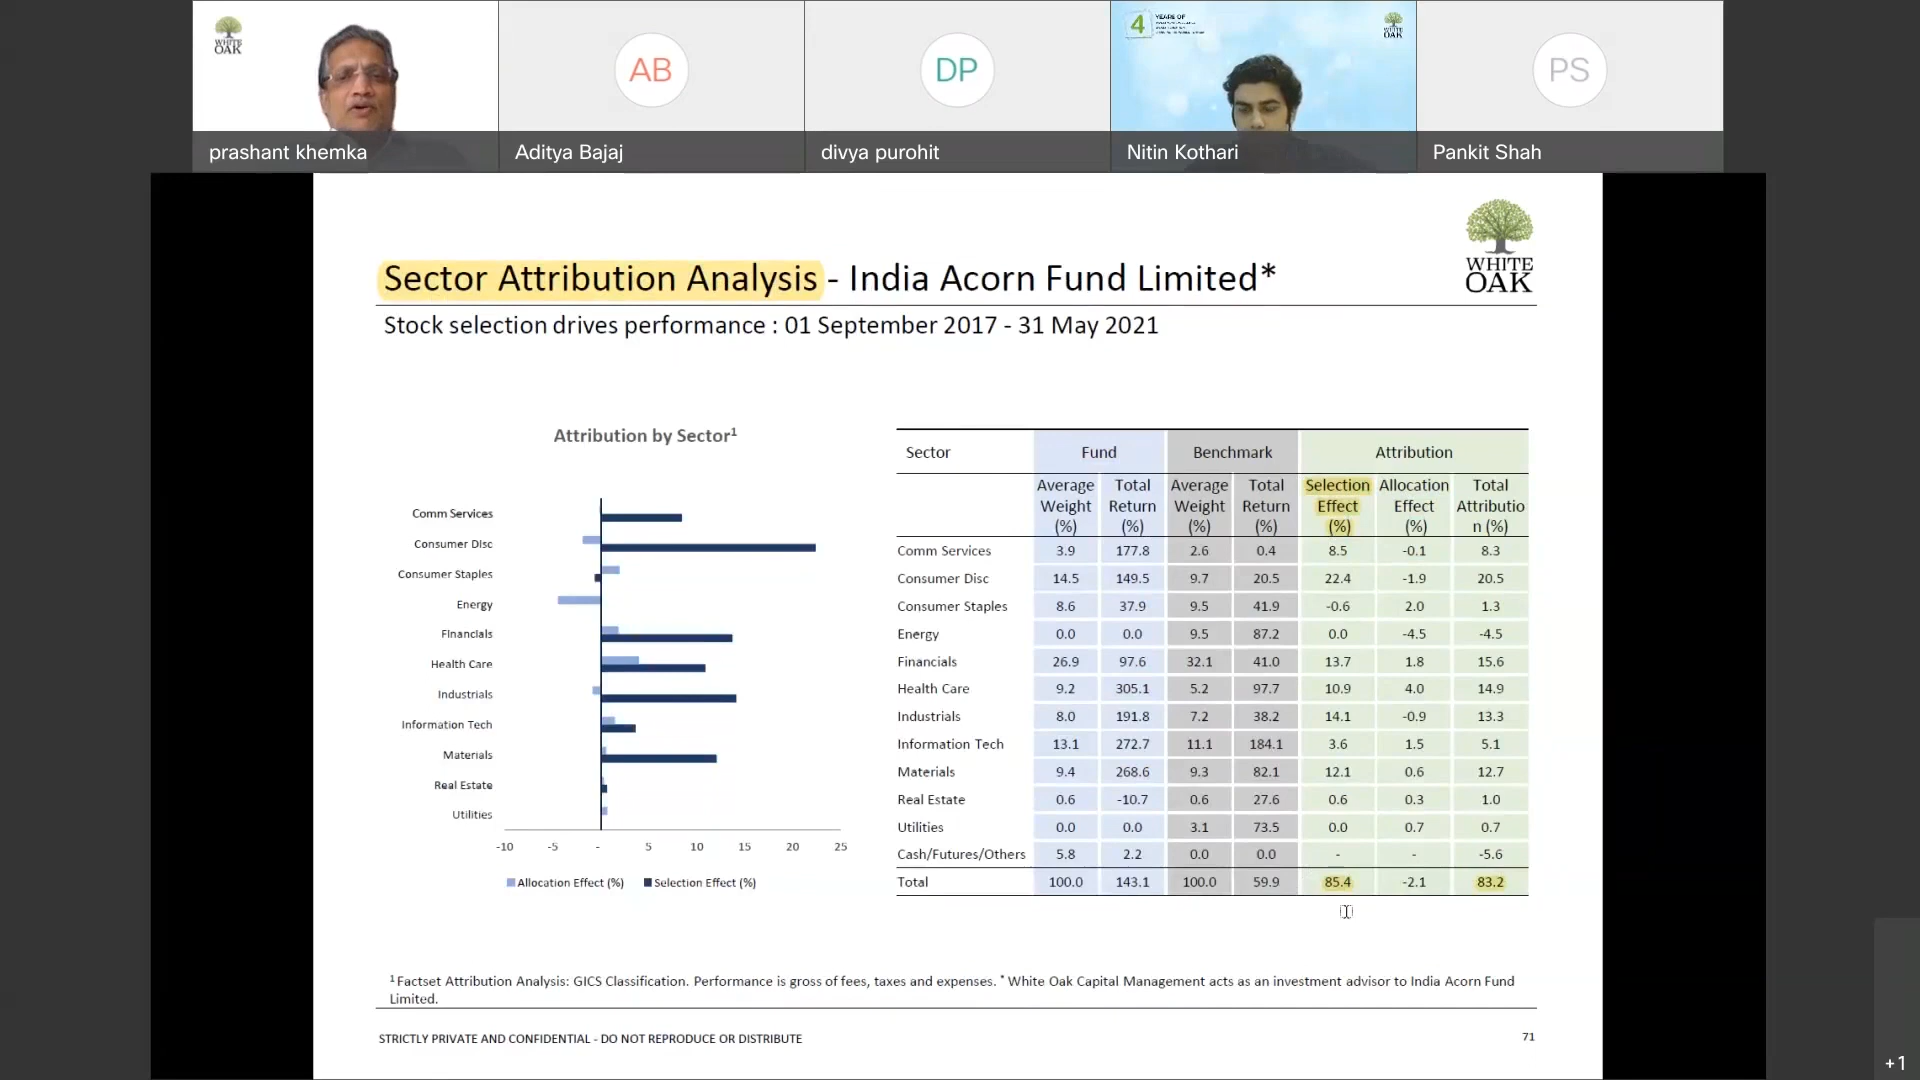 WHITE
OAK
prashant khemka
AB
Aditya Bajaj
DP
divya purohit
4 YEARS OF
WHITE
OAK
Nitin Kothari
PS
Pankit Shah
WHITE
OAK
Sector Attribution Analysis - India Acorn Fund Limited*
Stock selection drives performance : 01 September 2017 - 31 May 2021
Attribution by Sector¹
Comm Services
Consumer Disc
Consumer Staples
Energy
Financials
Health Care
Industrials
Information Tech
Materials
Real Estate
Utilities
-10 -5 - 5 10 15 20 25
Allocation Effect (%) Selection Effect (%)
Sector Fund Benchmark Attribution
Average Total Average Total Selection Allocation Total
Weight Return Weight Return Effect Effect Attributio
(%) (%) (%) (%) (%) (%) n (%)
Comm Services 3.9 177.8 2.6 0.4 8.5 -0.1 8.3
Consumer Disc 14.5 149.5 9.7 20.5 22.4 -1.9 20.5
Consumer Staples 8.6 37.9 9.5 41.9 -0.6 2.0 1.3
Energy 0.0 0.0 9.5 87.2 0.0 -4.5 -4.5
Financials 26.9 97.6 32.1 41.0 13.7 1.8 15.6
Health Care 9.2 305.1 5.2 97.7 10.9 4.0 14.9
Industrials 8.0 191.8 7.2 38.2 14.1 -0.9 13.3
Information Tech 13.1 272.7 11.1 184.1 3.6 1.5 5.1
Materials 9.4 268.6 9.3 82.1 12.1 0.6 12.7
Real Estate 0.6 -10.7 0.6 27.6 0.6 0.3 1.0
Utilities 0.0 0.0 3.1 73.5 0.0 0.7 0.7
Cash/Futures/Others 5.8 2.2 0.0 0.0 - - -5.6
Total 100.0 143.1 100.0 59.9 85.4 -2.1 83.2
¹ Factset Attribution Analysis: GICS Classification. Performance is gross of fees, taxes and expenses. * White Oak Capital Management acts as an investment advisor to India Acorn Fund
Limited.
STRICTLY PRIVATE AND CONFIDENTIAL - DO NOT REPRODUCE OR DISTRIBUTE
71
+1